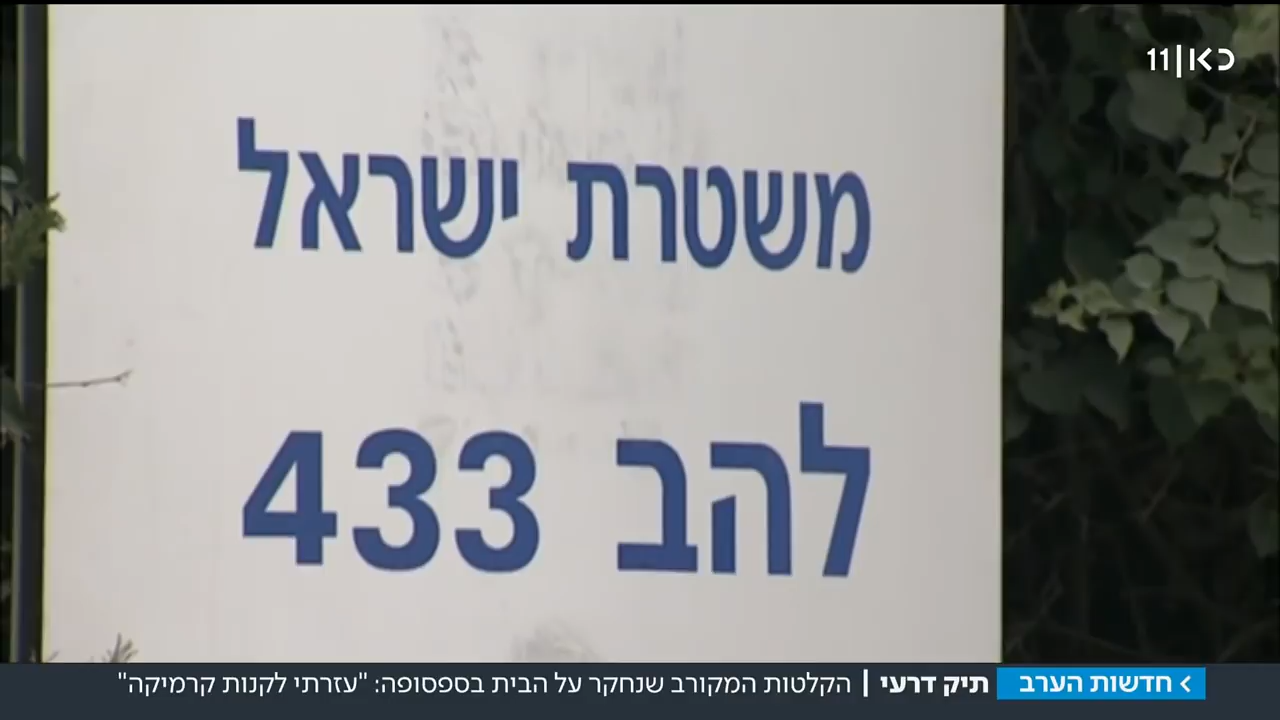 כאן 11
משטרת ישראל
להב 433
חדשות הערב
תיק דרעי | הקלטות המקורב שנחקר על הבית בספסופה: "עזרתי לקנות קרמיקה"